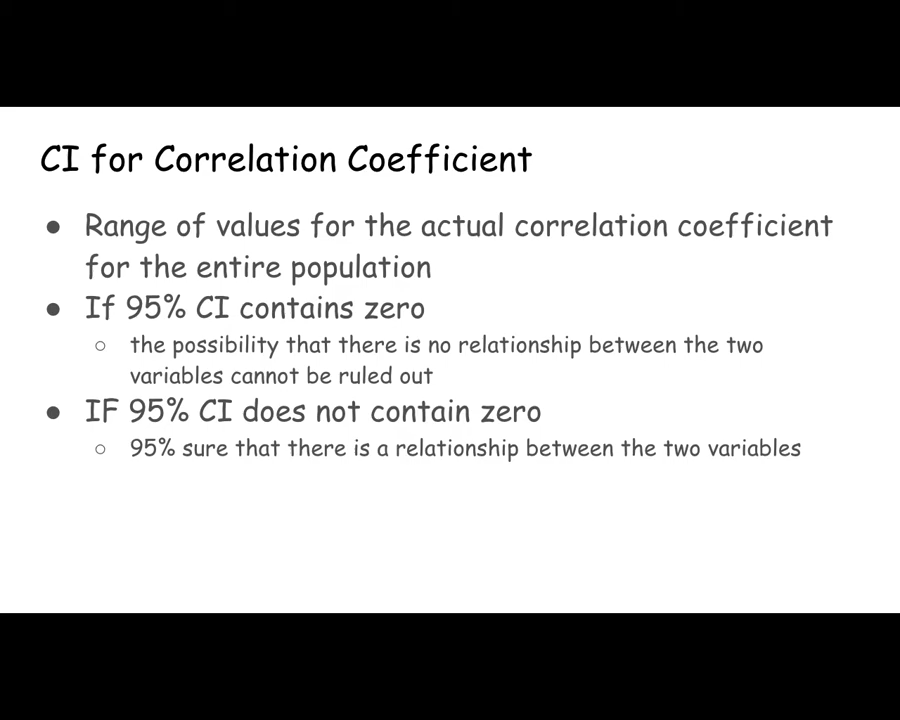 CI for Correlation Coefficient
● Range of values for the actual correlation coefficient
for the entire population
● If 95% CI contains zero
○ the possibility that there is no relationship between the two
variables cannot be ruled out
● IF 95% CI does not contain zero
○ 95% sure that there is a relationship between the two variables